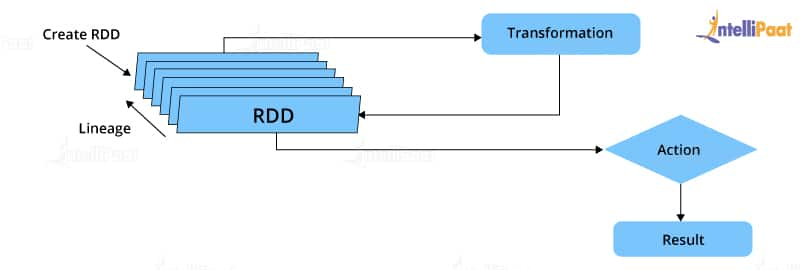 Create RDD
Transformation
IntelliPaat
RDD
Lineage
Action
Result